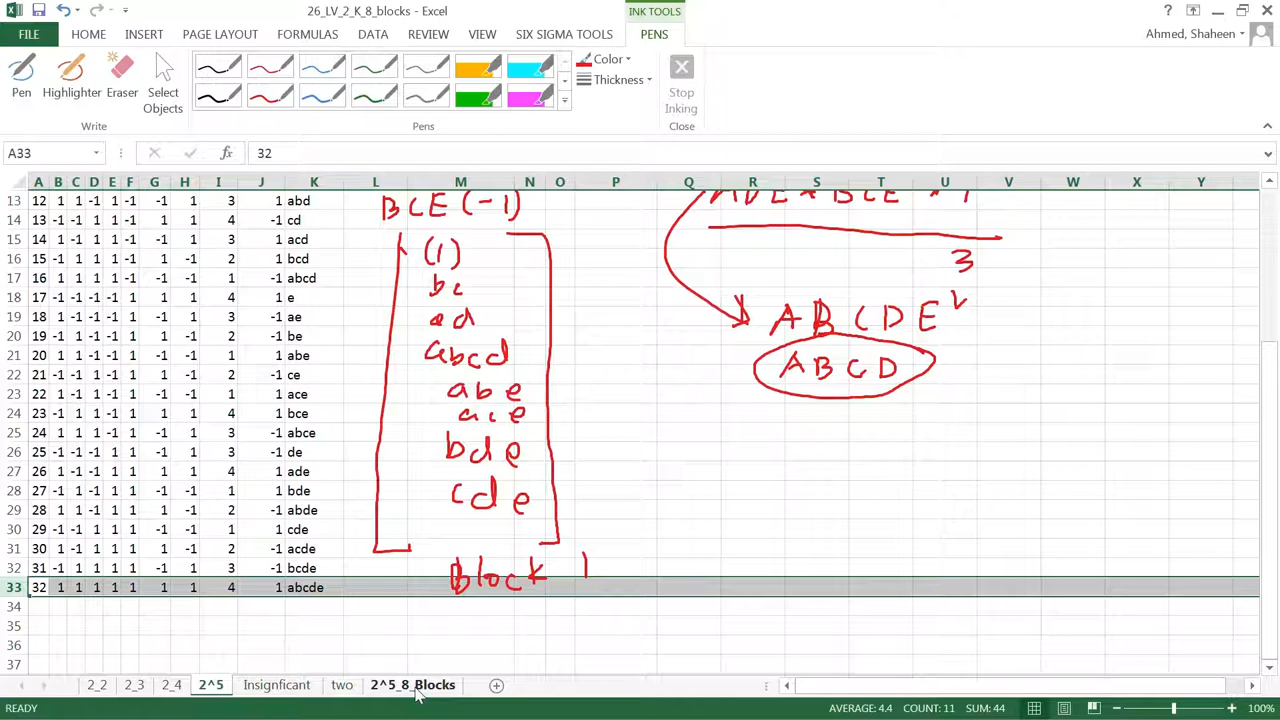 26_LV_2_K_8_blocks - Excel
INK TOOLS
FILE HOME INSERT PAGE LAYOUT FORMULAS DATA REVIEW VIEW SIX SIGMA TOOLS PENS Ahmed, Shaheen
Pen Highlighter Eraser Select Objects Color Thickness Stop Inking
Write Pens Close
A33 32
A B C D E F G H I J K L M N O P Q R S T U V W X Y
13 12 1 1 -1 1 -1 -1 1 3 1 abd
14 13 -1 -1 1 1 -1 1 1 4 -1 cd
15 14 1 -1 1 1 -1 -1 1 3 1 acd
16 15 -1 1 1 1 -1 1 -1 2 1 bcd
17 16 1 1 1 1 -1 -1 -1 1 -1 abcd
18 17 -1 -1 -1 -1 1 1 1 4 1 e
19 18 1 -1 -1 -1 1 -1 1 3 -1 ae
20 19 -1 1 -1 -1 1 1 -1 2 -1 be
21 20 1 1 -1 -1 1 -1 -1 1 1 abe
22 21 -1 -1 1 -1 1 1 -1 2 -1 ce
23 22 1 -1 1 -1 1 -1 -1 1 1 ace
24 23 -1 1 1 -1 1 1 1 4 1 bce
25 24 1 1 1 -1 1 -1 1 3 -1 abce
26 25 -1 -1 -1 1 1 -1 1 3 -1 de
27 26 1 -1 -1 1 1 1 1 4 1 ade
28 27 -1 1 -1 1 1 -1 -1 1 1 bde
29 28 1 1 -1 1 1 1 -1 2 -1 abde
30 29 -1 -1 1 1 1 -1 -1 1 1 cde
31 30 1 -1 1 1 1 1 -1 2 -1 acde
32 31 -1 1 1 1 1 -1 1 3 -1 bcde
33 32 1 1 1 1 1 1 1 4 1 abcde
34
35
36
37
BCE (-1)
(1)
bc
ad
abcd
abe
ace
bde
cde
Block 1
ADE * BCE * 1
3
A B C D E 2
A B C D
2_2 2_3 2_4 2^5 Insignficant two 2^5_8_Blocks
READY AVERAGE: 4.4 COUNT: 11 SUM: 44 100%